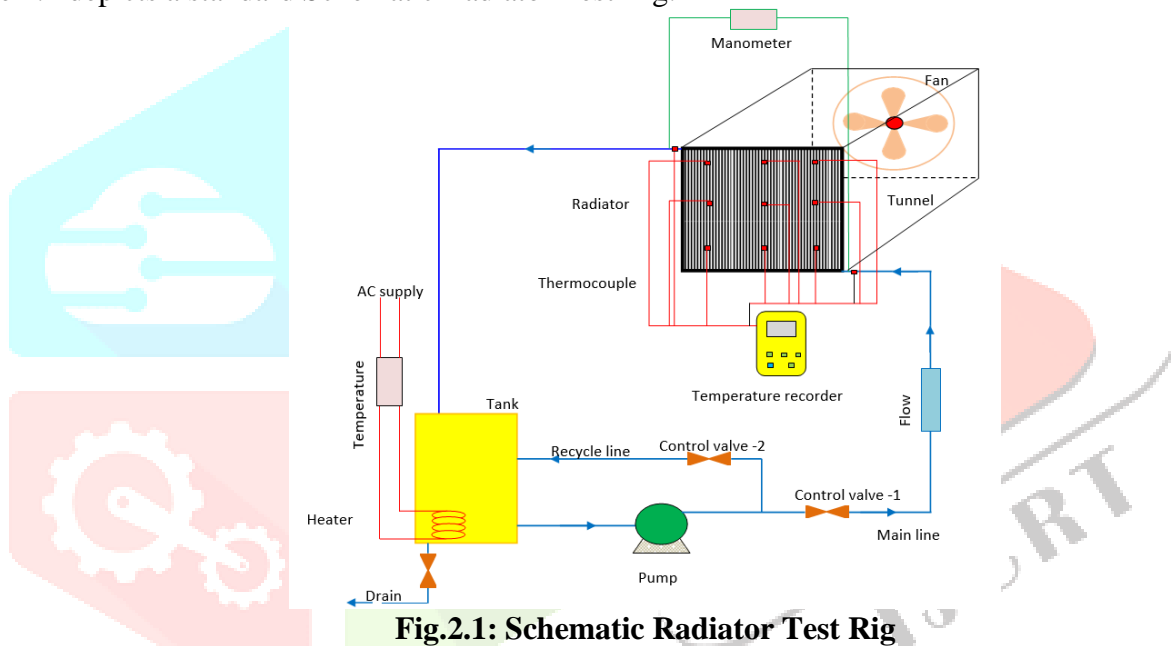 Manometer
Fan
Radiator
Tunnel
Thermocouple
AC supply
Temperature
Temperature recorder
Tank
Flow
Recycle line
Control valve -2
Control valve -1
Heater
Main line
Pump
Drain
Fig.2.1: Schematic Radiator Test Rig